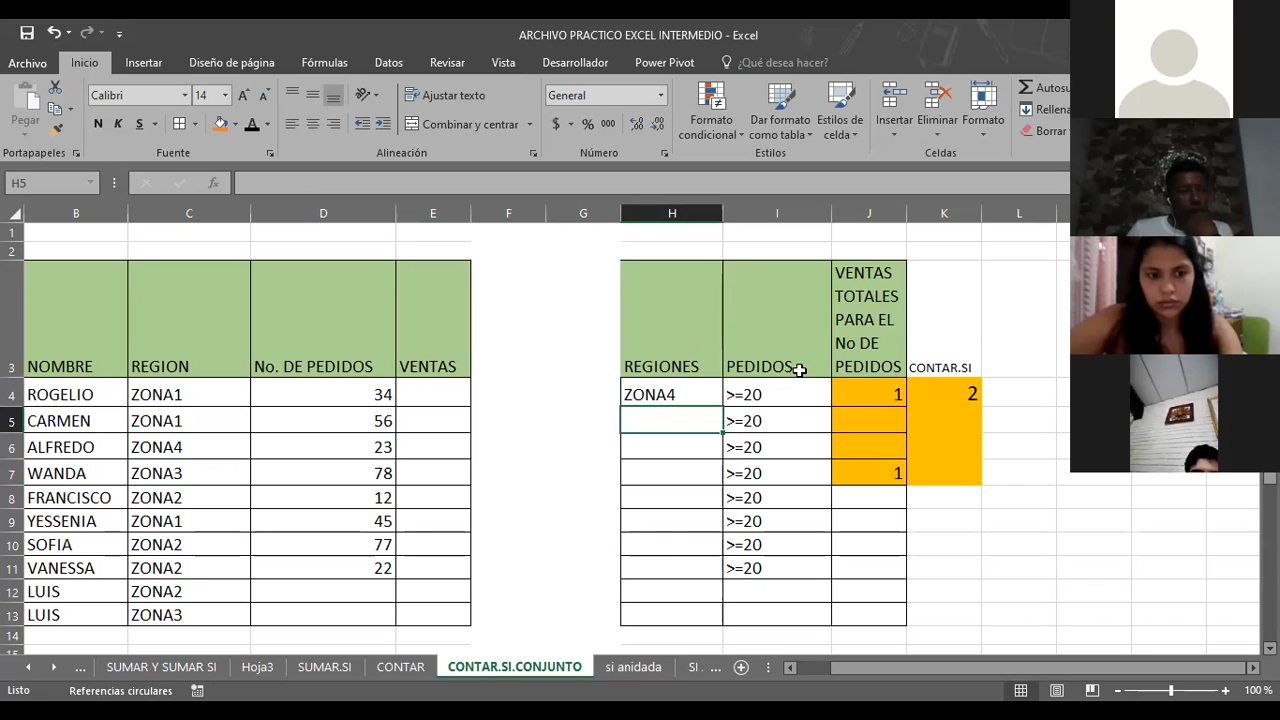 ARCHIVO PRACTICO EXCEL INTERMEDIO - Excel
Archivo Inicio Insertar Diseño de página Fórmulas Datos Revisar Vista Desarrollador Power Pivot ¿Qué desea hacer?
Pegar
Calibri 14
N K S
Ajustar texto
Combinar y centrar
General
$ % 000
Formato condicional
Dar formato como tabla
Estilos de celda
Insertar Eliminar Formato
Autosu
Rellena
Borrar
Portapapeles Fuente Alineación Número Estilos Celdas
H5 fx
B C D E F G H I J K L
1
2
3 NOMBRE REGION No. DE PEDIDOS VENTAS REGIONES PEDIDOS VENTAS TOTALES PARA EL No DE PEDIDOS CONTAR.SI
4 ROGELIO ZONA1 34 ZONA4 >=20 1 2
5 CARMEN ZONA1 56 >=20
6 ALFREDO ZONA4 23 >=20
7 WANDA ZONA3 78 >=20 1
8 FRANCISCO ZONA2 12 >=20
9 YESSENIA ZONA1 45 >=20
10 SOFIA ZONA2 77 >=20
11 VANESSA ZONA2 22 >=20
12 LUIS ZONA2
13 LUIS ZONA3
14
... SUMAR Y SUMAR SI Hoja3 SUMAR.SI CONTAR CONTAR.SI.CONJUNTO si anidada SI ...
Listo Referencias circulares 100 %